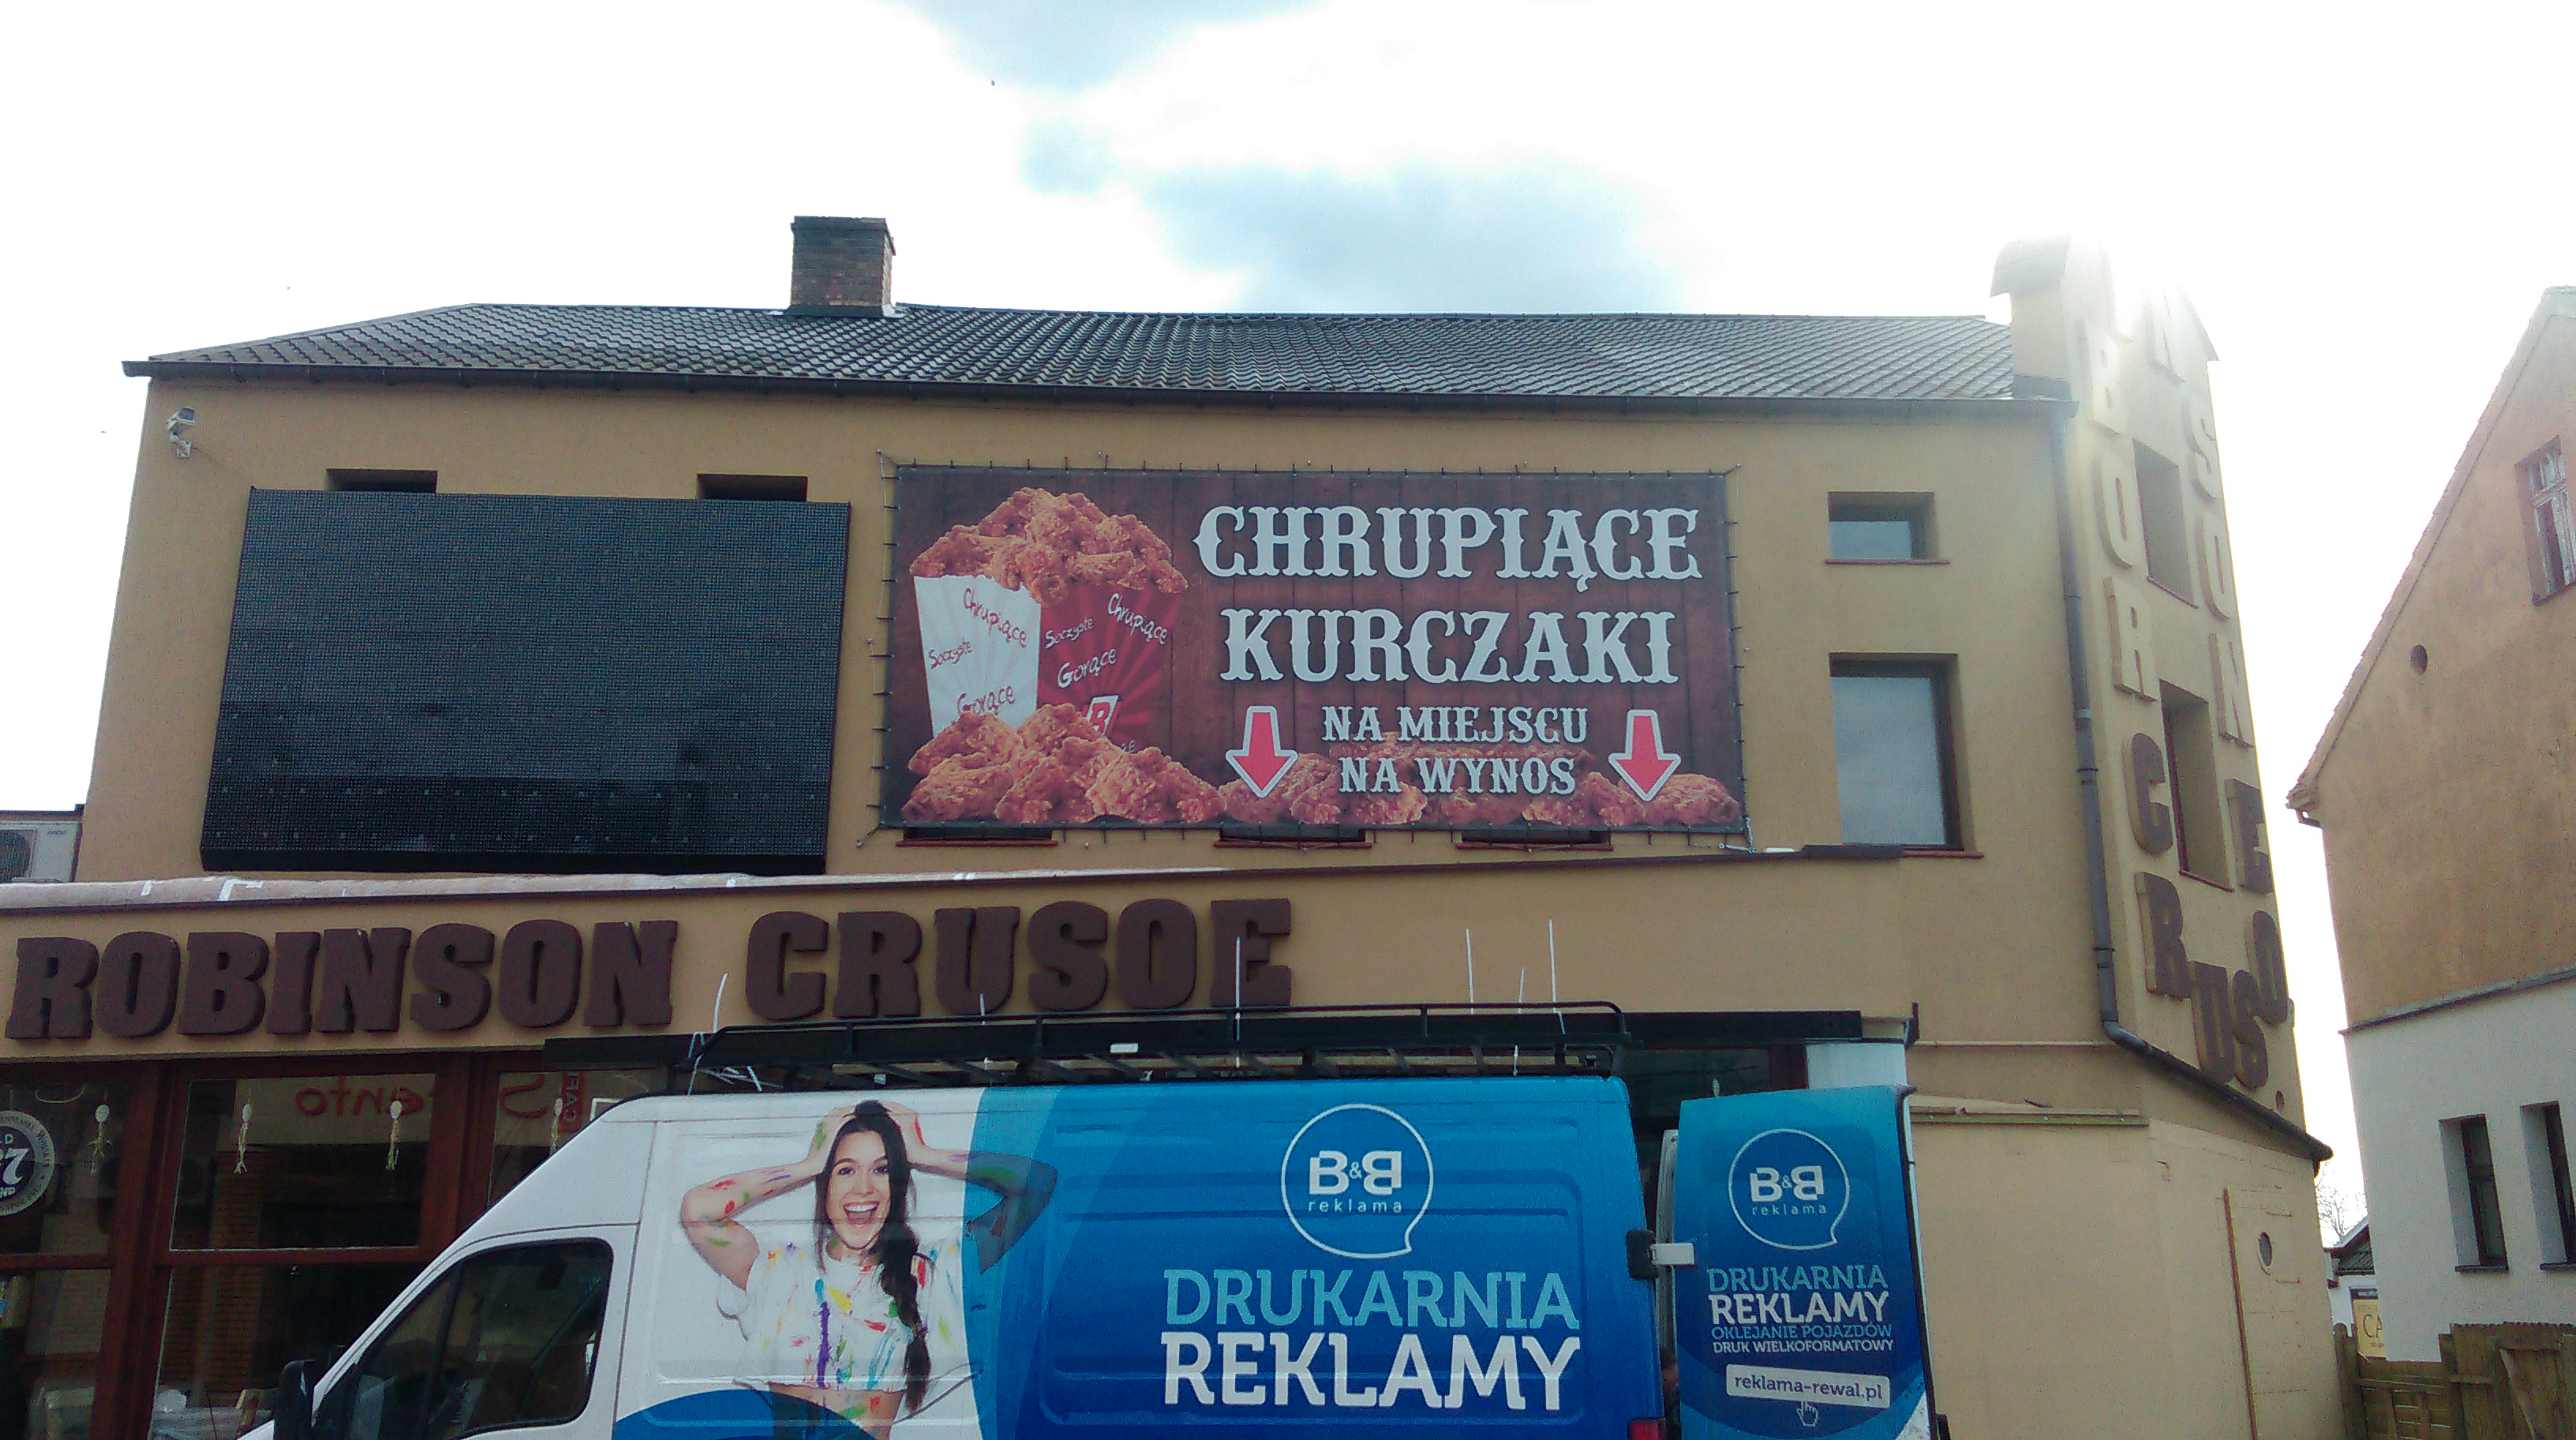 CHRUPIĄCE
KURCZAKI
NA MIEJSCU
NA WYNOS
Chrupiące
Soczyste
Gorące
Chrupiące
Soczyste
Gorące
B
ROBINSON CRUSOE
ROBINSON
CRUSOE
B&B
reklama
DRUKARNIA
REKLAMY
B&B
reklama
DRUKARNIA
REKLAMY
OKLEJANIE POJAZDÓW
DRUK WIELKOFORMATOWY
reklama-rewal.pl
CA